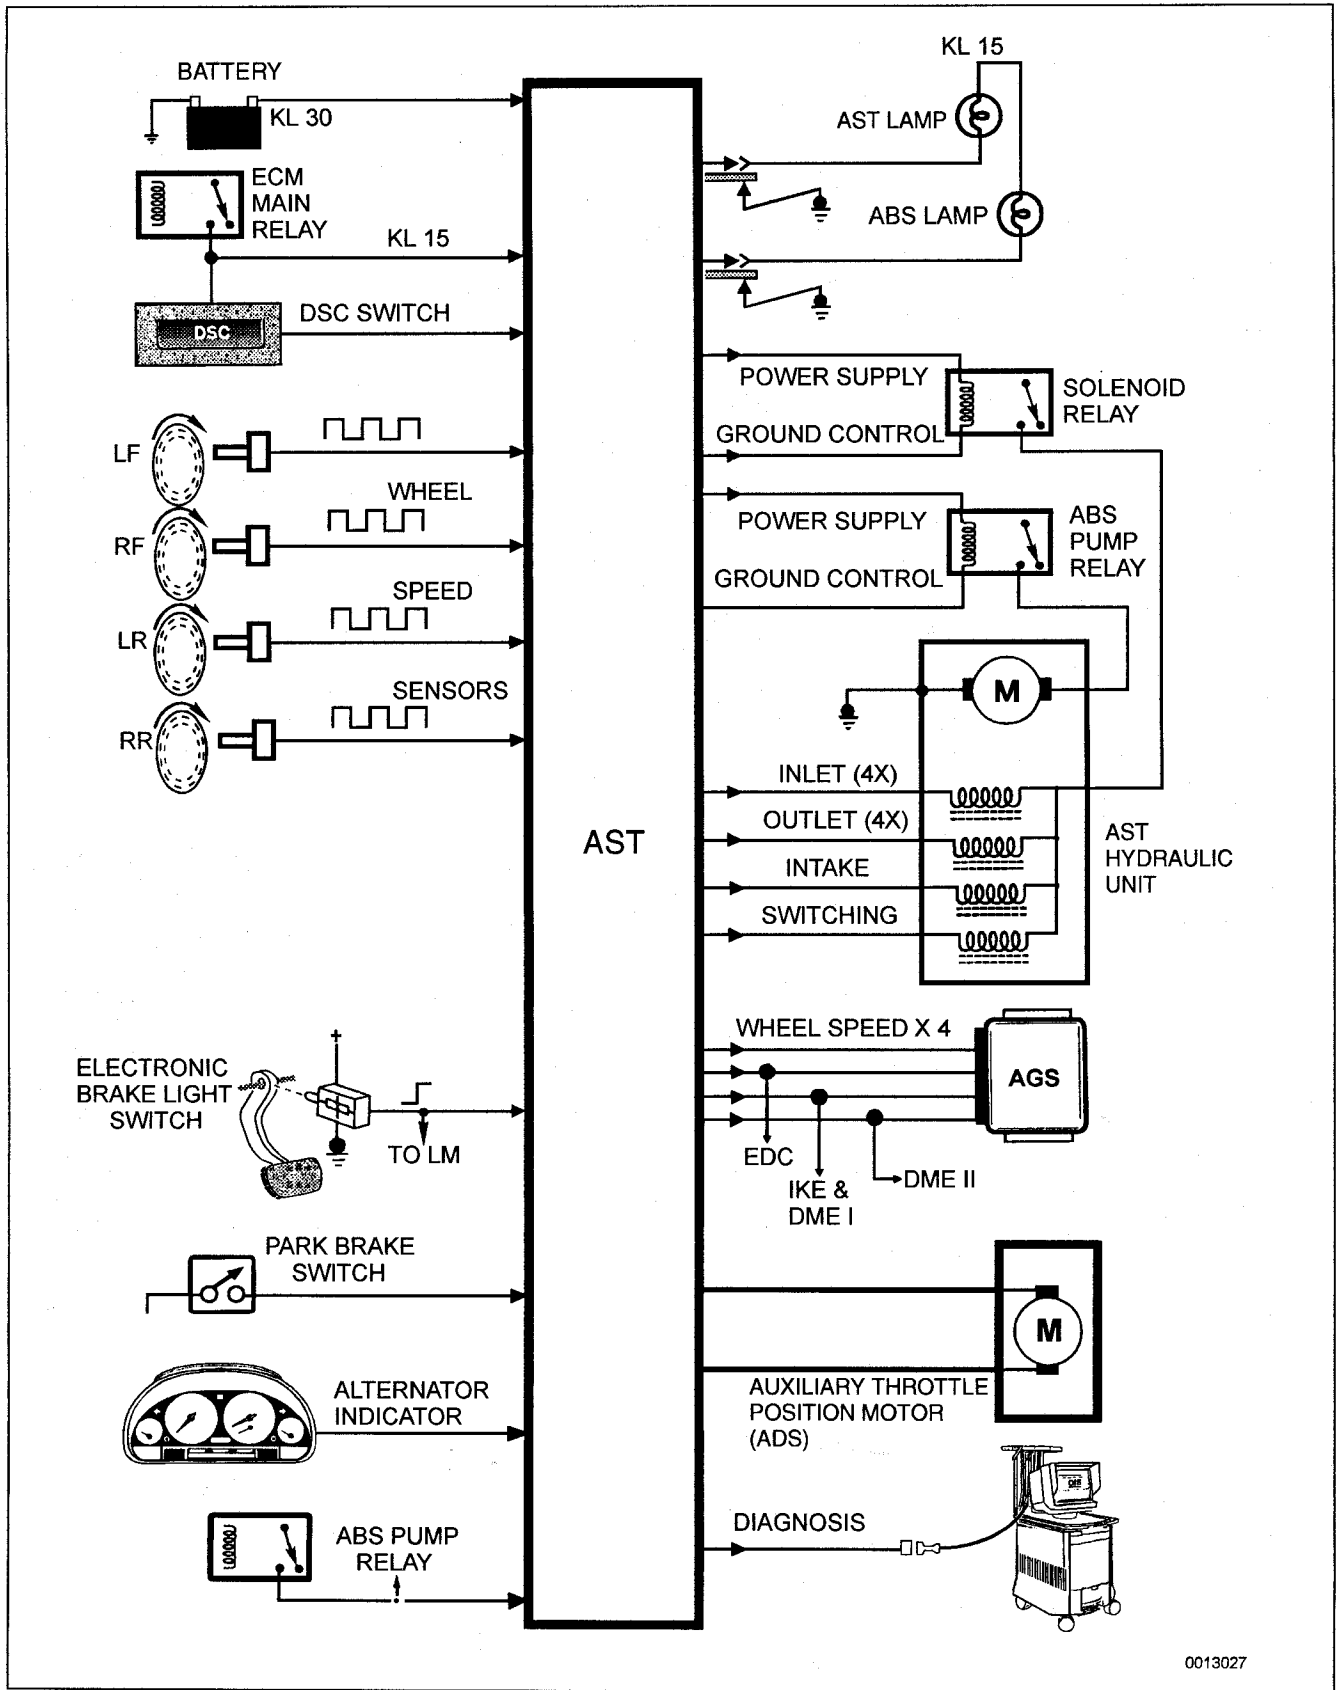 BATTERY
KL 30
ECM
MAIN
RELAY
KL 15
DSC SWITCH
DSC
LF
WHEEL
RF
SPEED
LR
SENSORS
RR
ELECTRONIC
BRAKE LIGHT
SWITCH
+
TO LM
PARK BRAKE
SWITCH
ALTERNATOR
INDICATOR
ABS PUMP
RELAY
AST
KL 15
AST LAMP
ABS LAMP
POWER SUPPLY
SOLENOID
RELAY
GROUND CONTROL
POWER SUPPLY
ABS
PUMP
RELAY
GROUND CONTROL
M
INLET (4X)
OUTLET (4X)
INTAKE
SWITCHING
AST
HYDRAULIC
UNIT
WHEEL SPEED X 4
AGS
EDC
IKE &
DME I
DME II
M
AUXILIARY THROTTLE
POSITION MOTOR
(ADS)
DIAGNOSIS
0013027